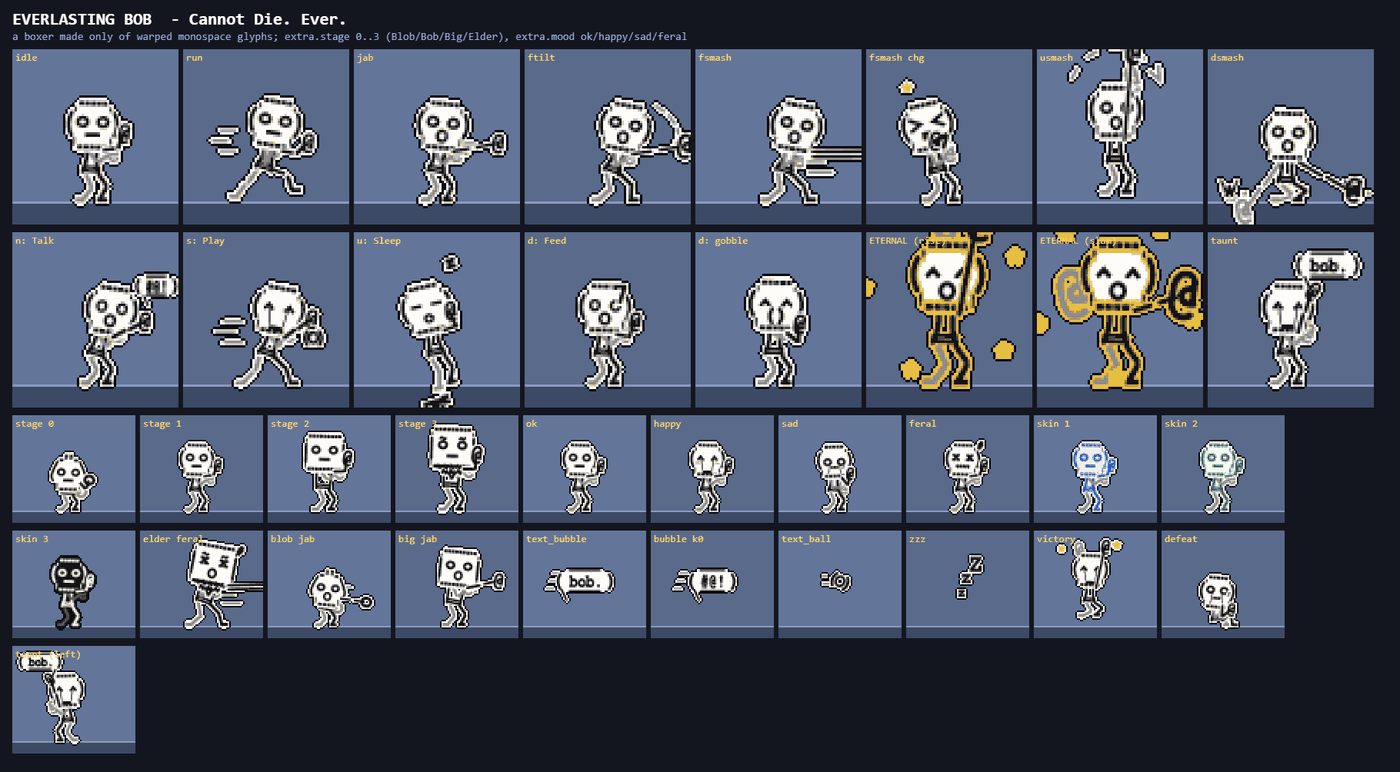 EVERLASTING BOB - Cannot Die. Ever.
a boxer made only of warped monospace glyphs; extra.stage 0..3 (Blob/Bob/Big/Elder), extra.mood ok/happy/sad/feral
idle run jab ftilt fsmash fsmash chg usmash dsmash
n: Talk s: Play u: Sleep d: Feed d: gobble ETERNAL ETERNAL taunt
#@!
z
bob.
@ @
stage 0 stage 1 stage 2 stage ok happy sad feral skin 1 skin 2
skin 3 elder feral blob jab big jab text_bubble bubble k0 text_ball zzz victory defeat
bob. #@! z z z
(left)
bob.